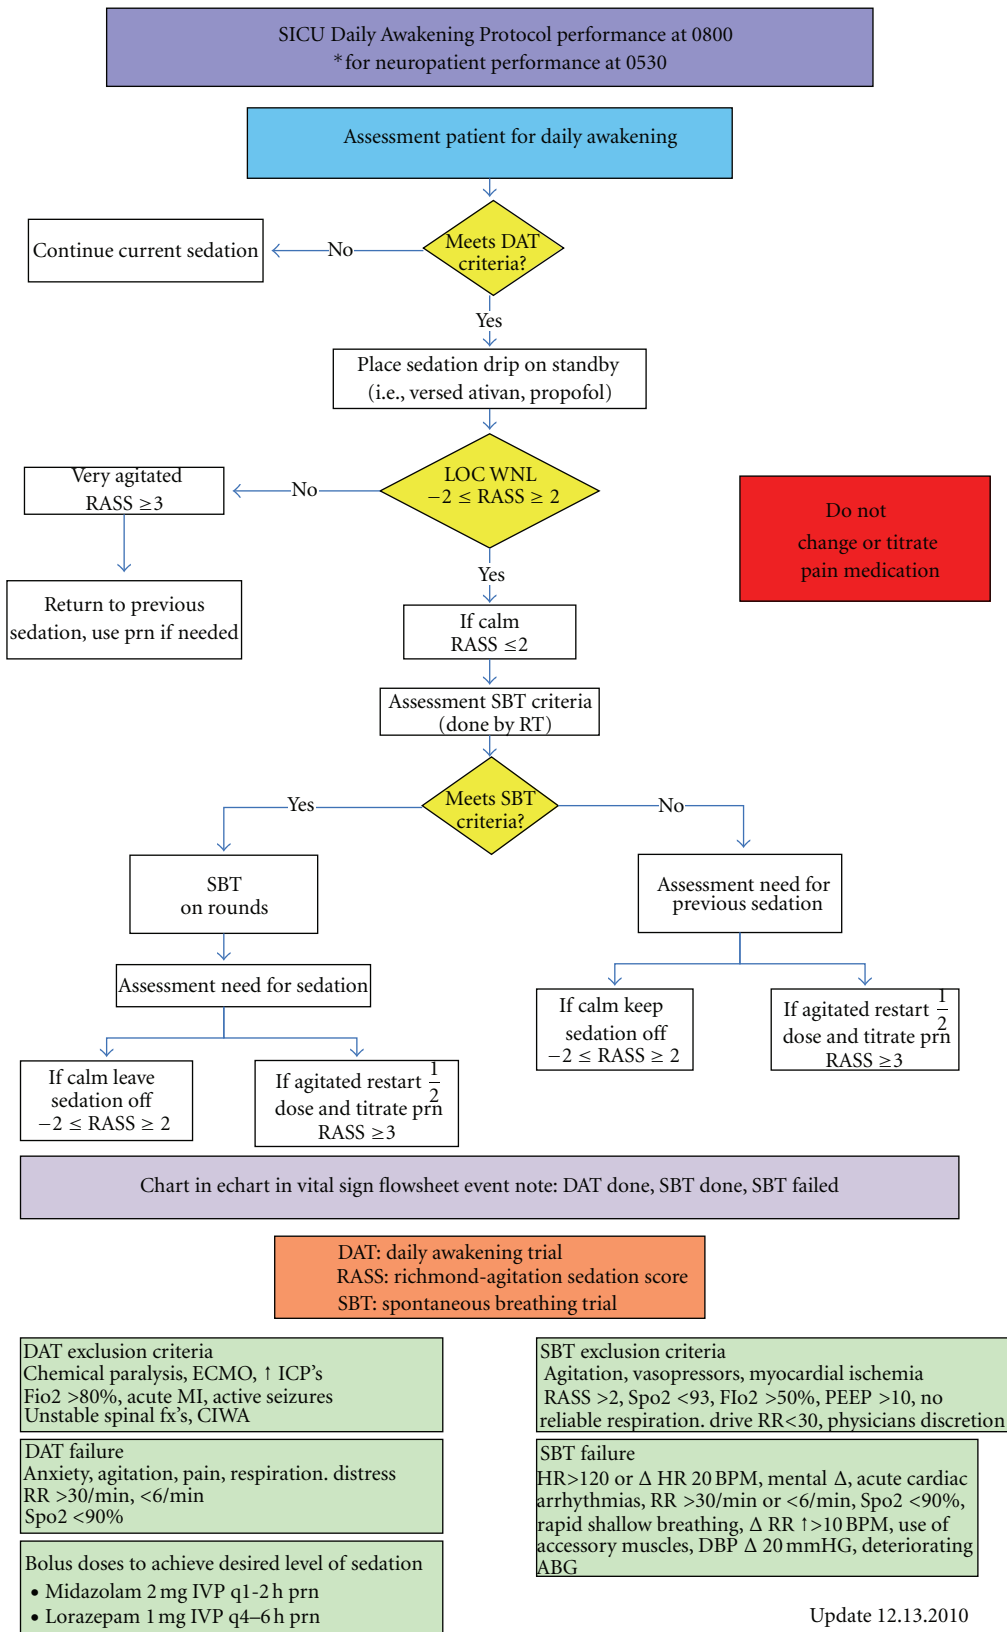 SICU Daily Awakening Protocol performance at 0800
*for neuropatient performance at 0530
Assessment patient for daily awakening
Meets DAT
criteria?
No
Continue current sedation
Yes
Place sedation drip on standby
(i.e., versed ativan, propofol)
LOC WNL
−2 ≤ RASS ≥ 2
No
Very agitated
RASS ≥3
Return to previous
sedation, use prn if needed
Do not
change or titrate
pain medication
Yes
If calm
RASS ≤2
Assessment SBT criteria
(done by RT)
Meets SBT
criteria?
Yes
No
SBT
on rounds
Assessment need for sedation
If calm leave
sedation off
−2 ≤ RASS ≥ 2
If agitated restart 1/2
dose and titrate prn
RASS ≥3
Assessment need for
previous sedation
If calm keep
sedation off
−2 ≤ RASS ≥ 2
If agitated restart 1/2
dose and titrate prn
RASS ≥3
Chart in echart in vital sign flowsheet event note: DAT done, SBT done, SBT failed
DAT: daily awakening trial
RASS: richmond-agitation sedation score
SBT: spontaneous breathing trial
DAT exclusion criteria
Chemical paralysis, ECMO, ↑ ICP's
Fio2 >80%, acute MI, active seizures
Unstable spinal fx's, CIWA
DAT failure
Anxiety, agitation, pain, respiration. distress
RR >30/min, <6/min
Spo2 <90%
Bolus doses to achieve desired level of sedation
• Midazolam 2 mg IVP q1-2 h prn
• Lorazepam 1 mg IVP q4–6 h prn
SBT exclusion criteria
Agitation, vasopressors, myocardial ischemia
RASS >2, Spo2 <93, FIo2 >50%, PEEP >10, no
reliable respiration. drive RR<30, physicians discretion
SBT failure
HR>120 or Δ HR 20 BPM, mental Δ, acute cardiac
arrhythmias, RR >30/min or <6/min, Spo2 <90%,
rapid shallow breathing, Δ RR ↑>10 BPM, use of
accessory muscles, DBP Δ 20 mmHG, deteriorating
ABG
Update 12.13.2010